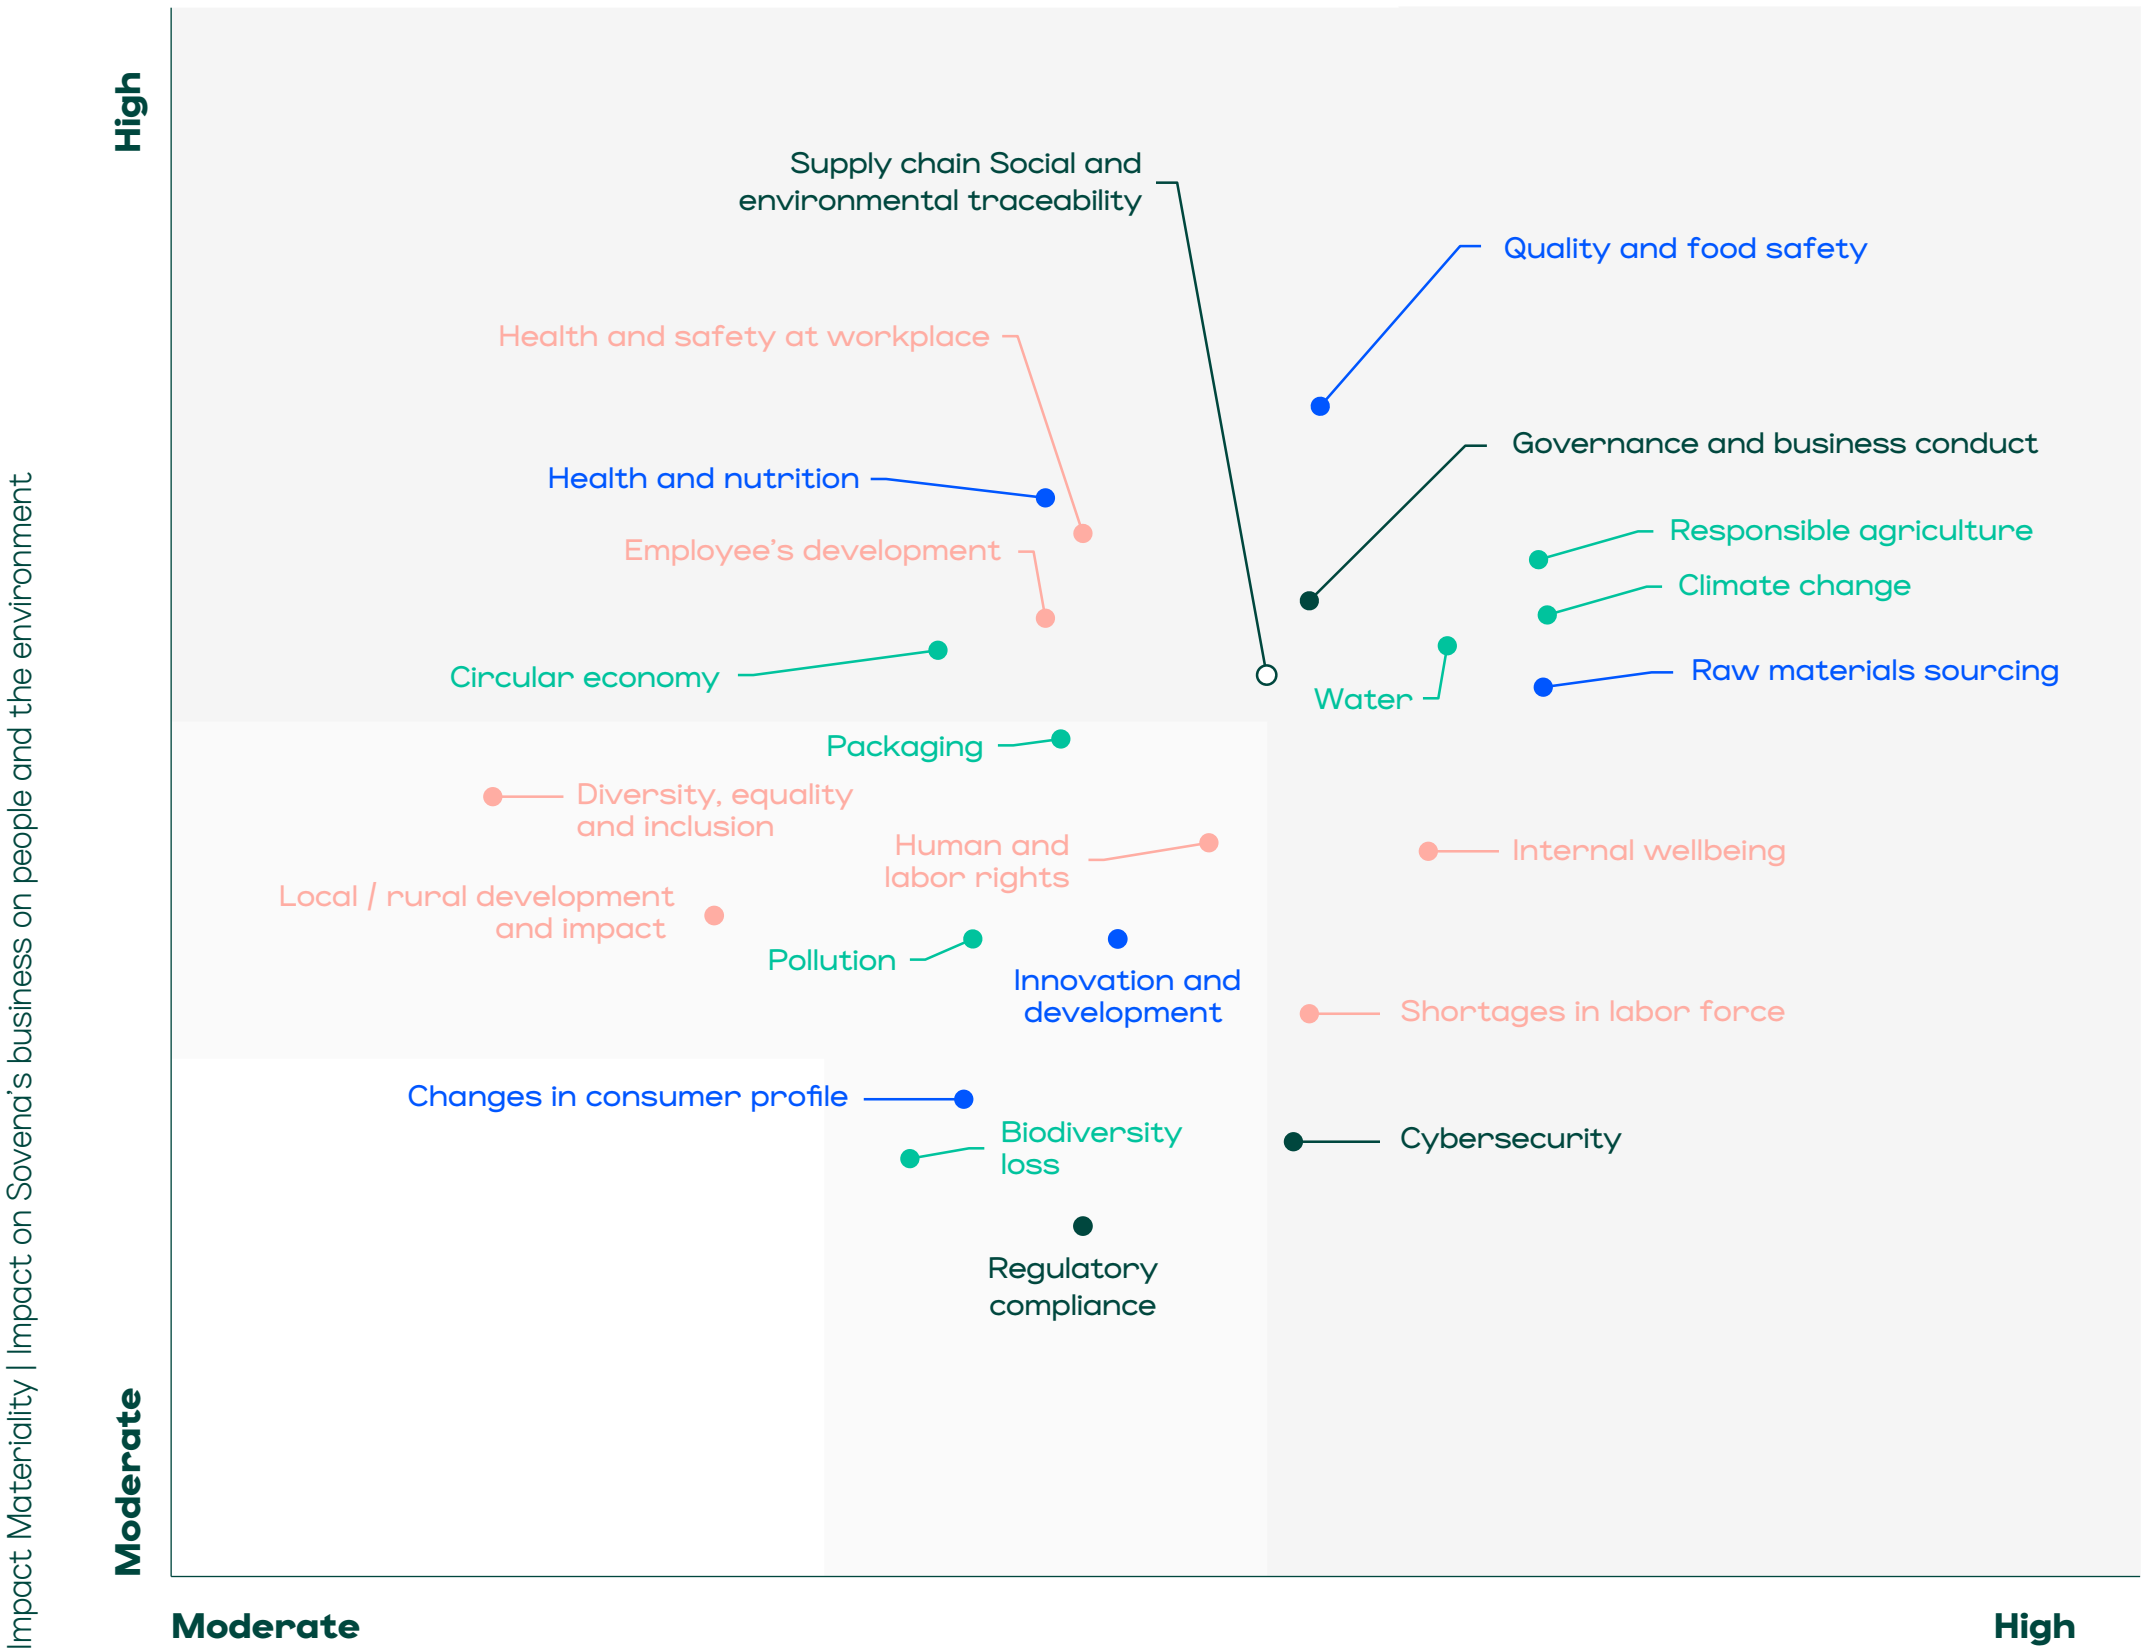 Impact Materiality | Impact on Sovena's business on people and the environment
High
Supply chain Social and
environmental traceability
Quality and food safety
Health and safety at workplace
Governance and business conduct
Health and nutrition
Responsible agriculture
Employee's development
Climate change
Circular economy
Raw materials sourcing
Water
Packaging
Diversity, equality
and inclusion
Human and
labor rights
Internal wellbeing
Local / rural development
and impact
Pollution
Innovation and
development
Shortages in labor force
Changes in consumer profile
Biodiversity
loss
Cybersecurity
Regulatory
compliance
Moderate
Moderate
High